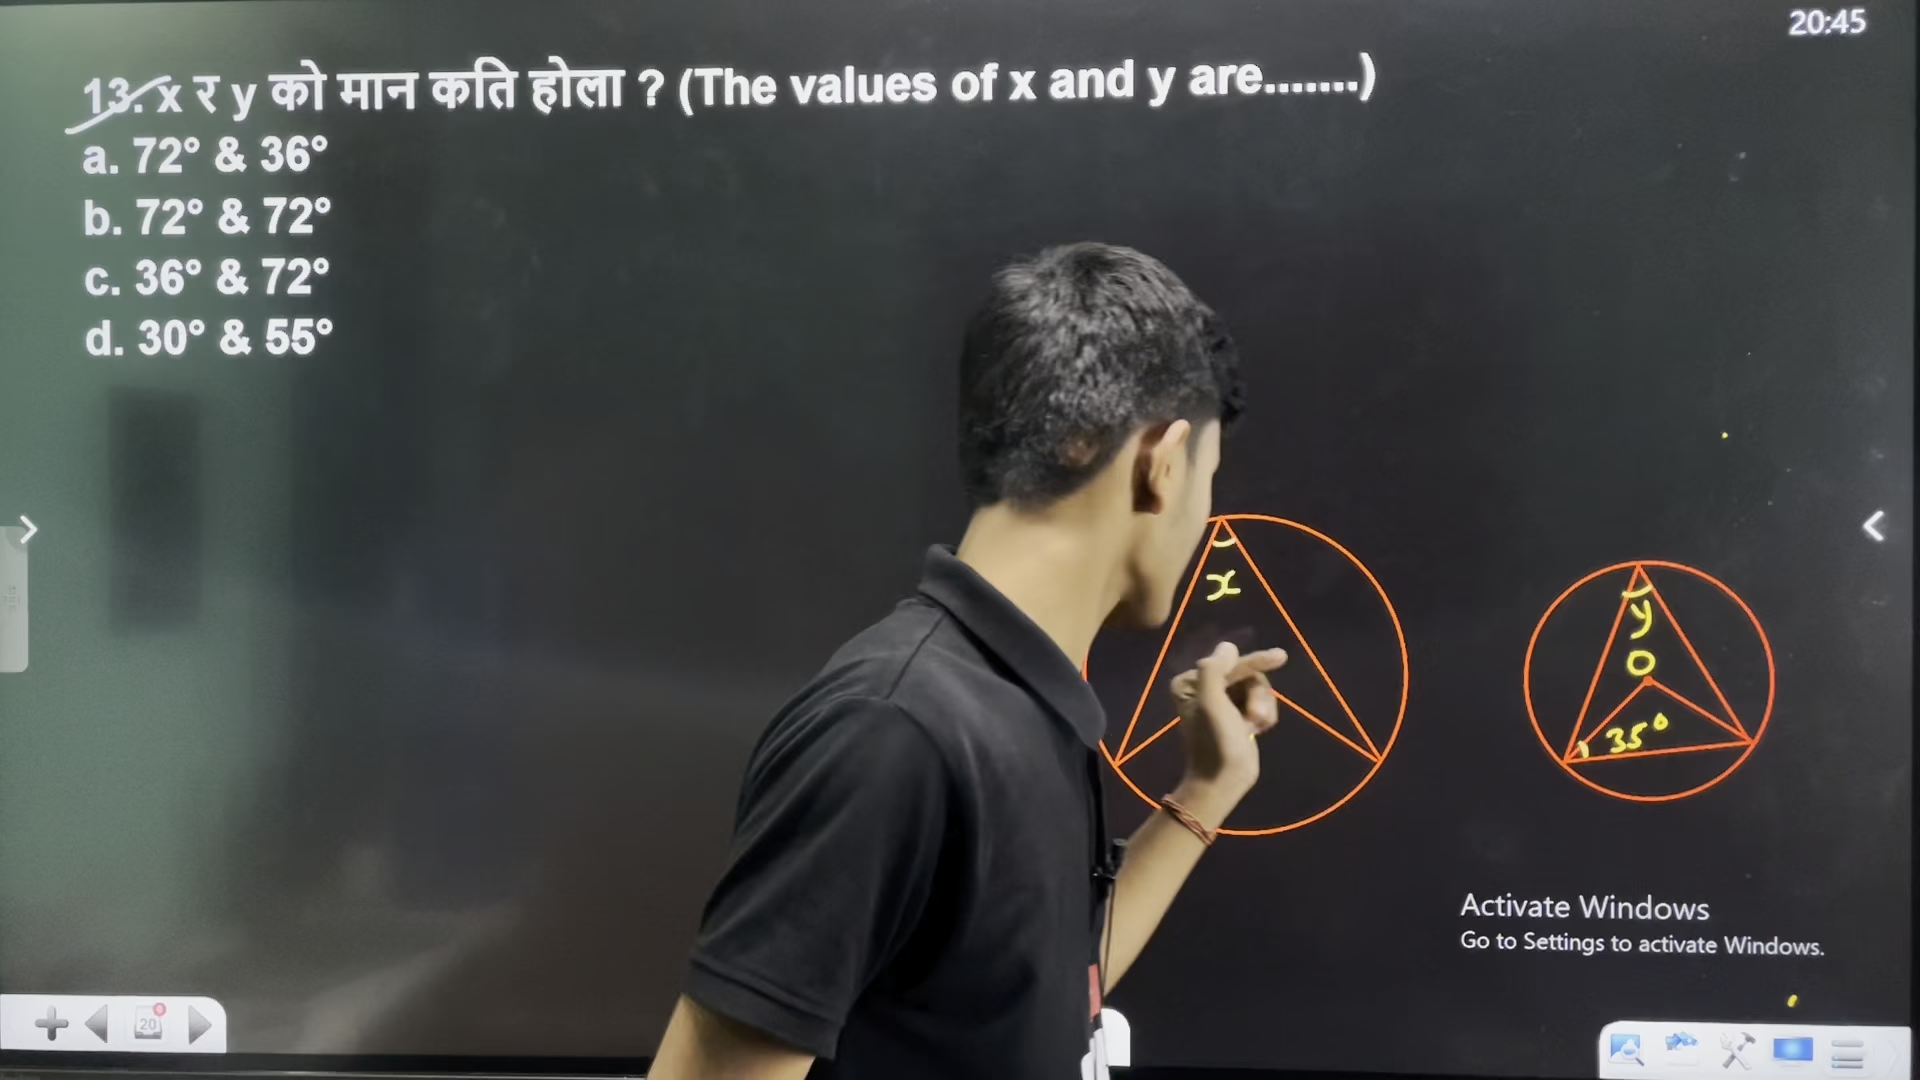 20:45
13. x र y को मान कति होला ? (The values of x and y are.......)
a. 72° & 36°
b. 72° & 72°
c. 36° & 72°
d. 30° & 55°
x
y
O
35°
Activate Windows
Go to Settings to activate Windows.
20